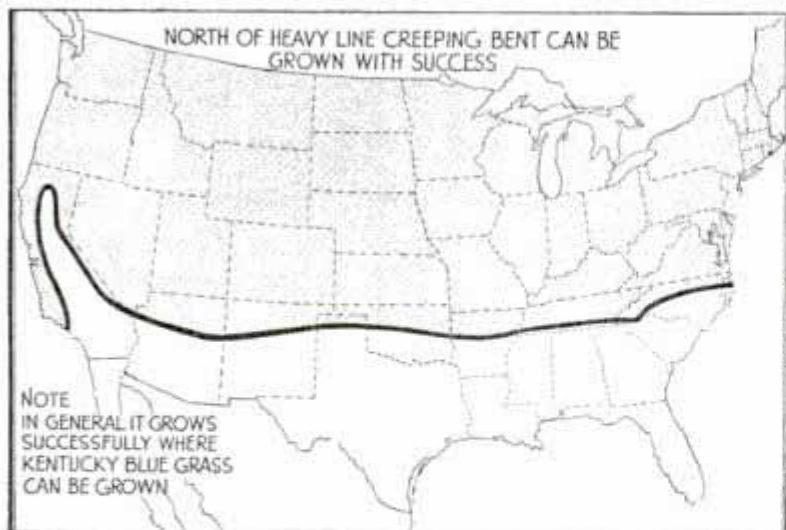 NORTH OF HEAVY LINE CREEPING BENT CAN BE
GROWN WITH SUCCESS
NOTE
IN GENERAL IT GROWS
SUCCESSFULLY WHERE
KENTUCKY BLUE GRASS
CAN BE GROWN